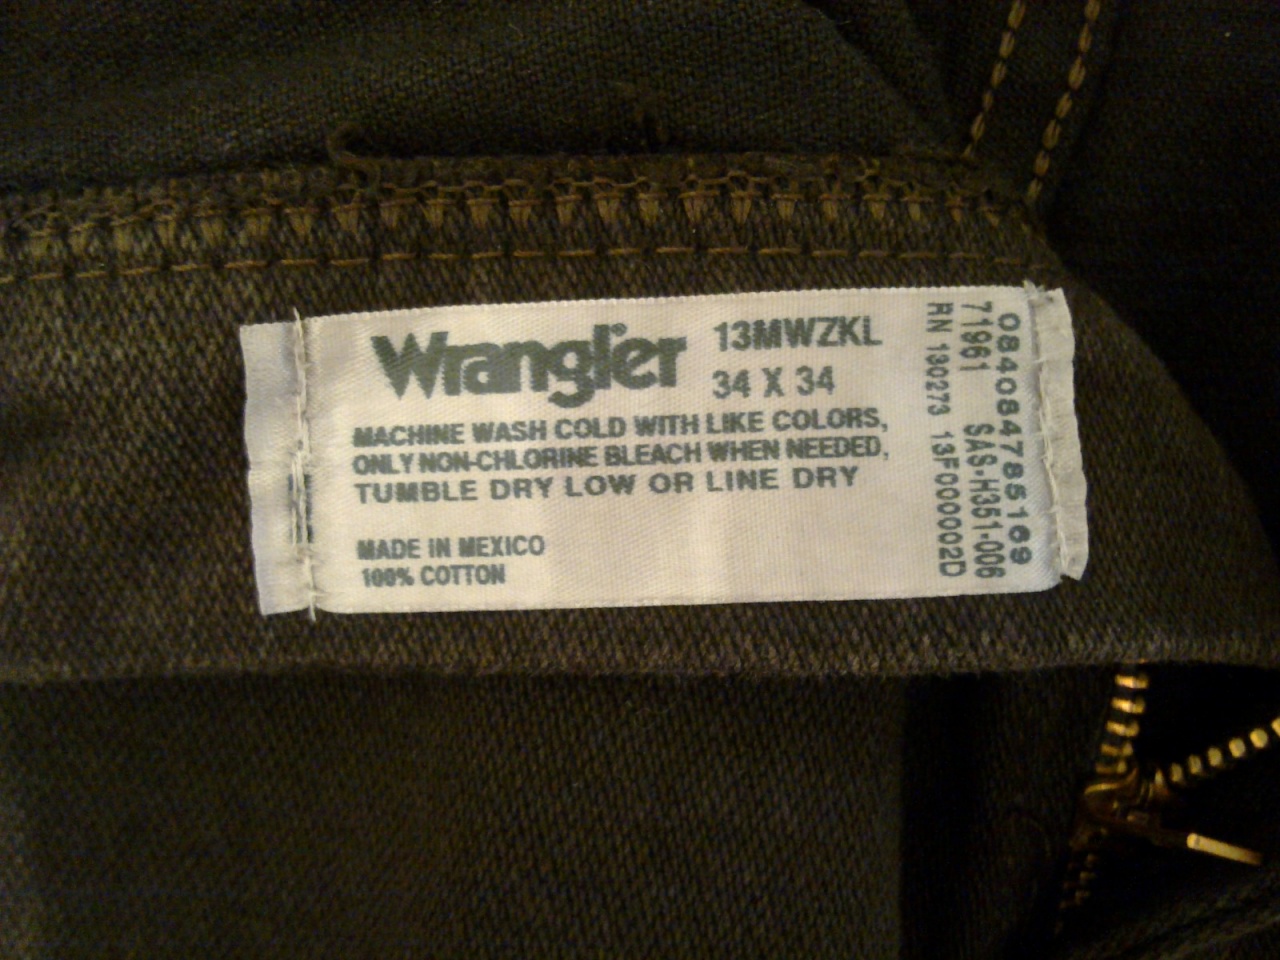 Wrangler
13MWZKL
34 X 34
MACHINE WASH COLD WITH LIKE COLORS,
ONLY NON-CHLORINE BLEACH WHEN NEEDED,
TUMBLE DRY LOW OR LINE DRY
MADE IN MEXICO
100% COTTON
084084785169
71961 SAS-H351-006
RN 130273 13F000002D